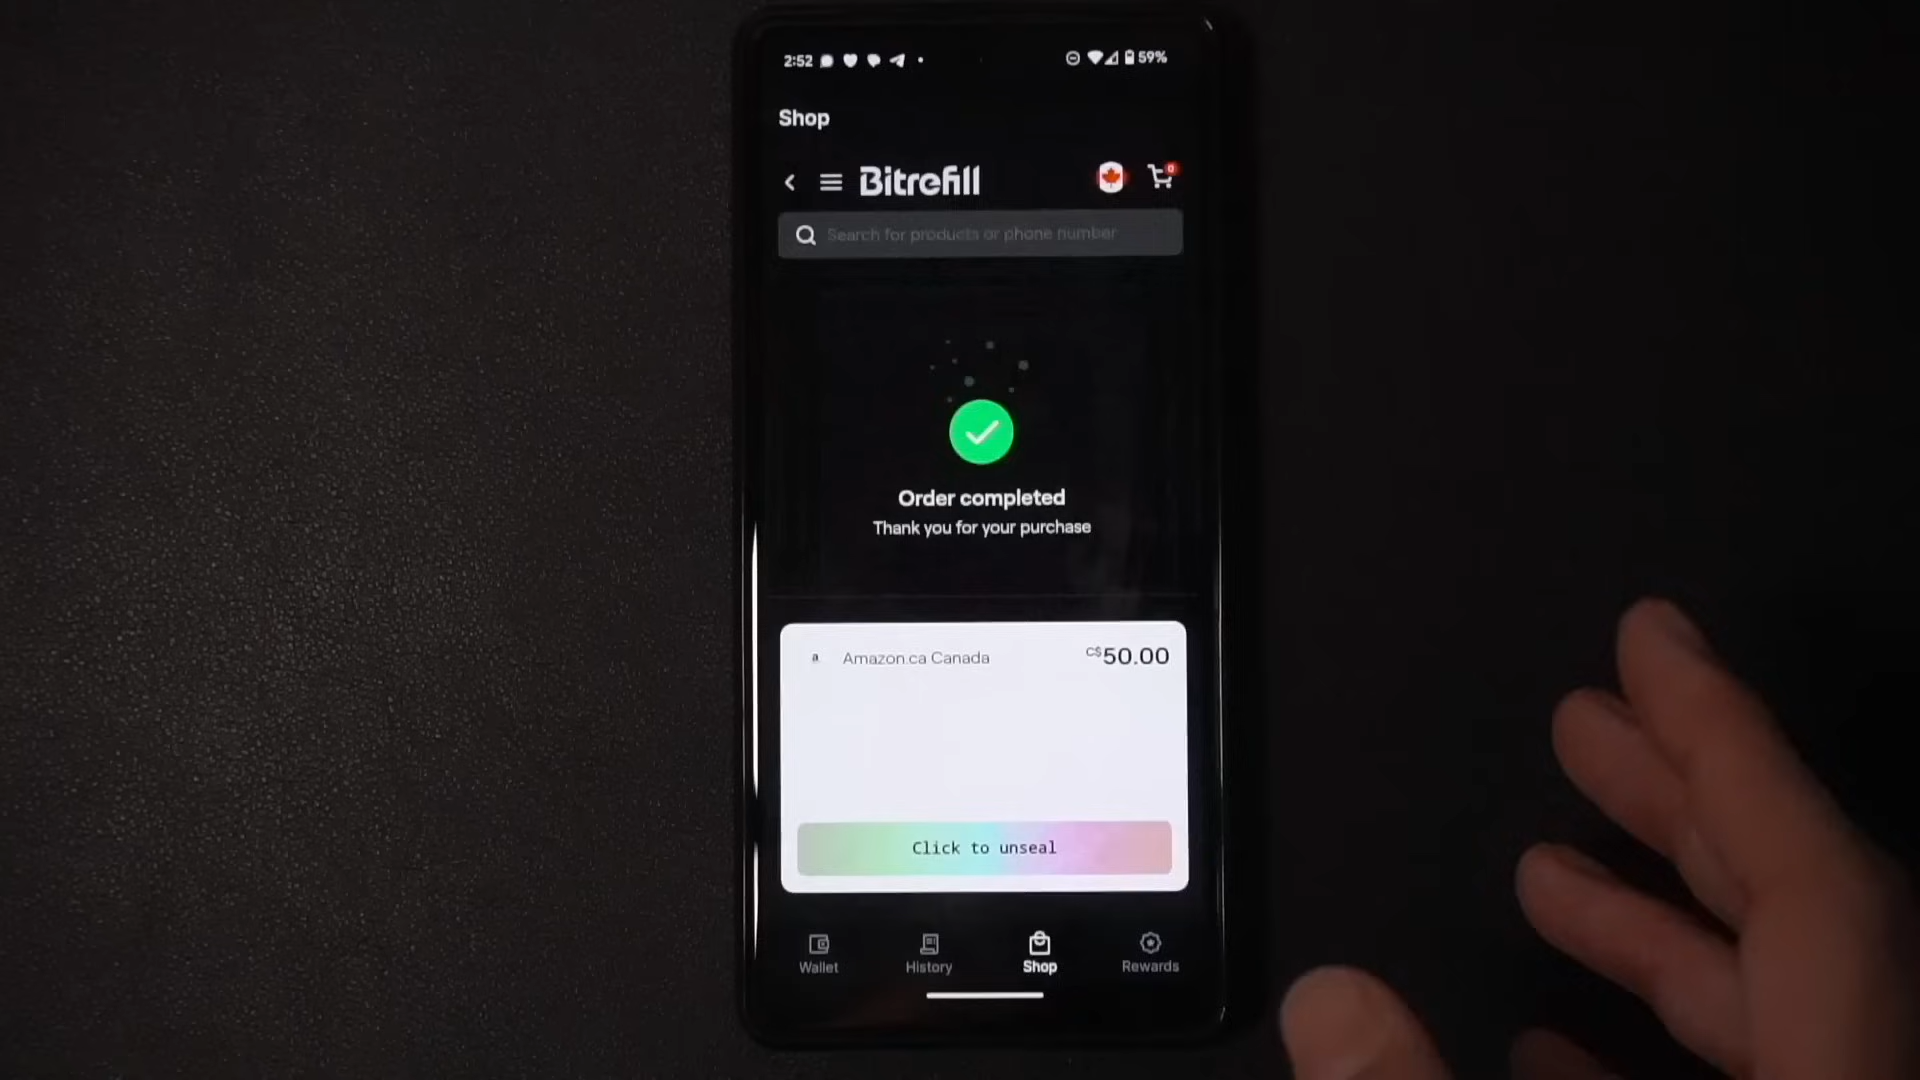 2:52 59%
Shop
Bitrefill 0
Search for products or phone number
Order completed
Thank you for your purchase
a Amazon.ca Canada C$50.00
Click to unseal
Wallet History Shop Rewards